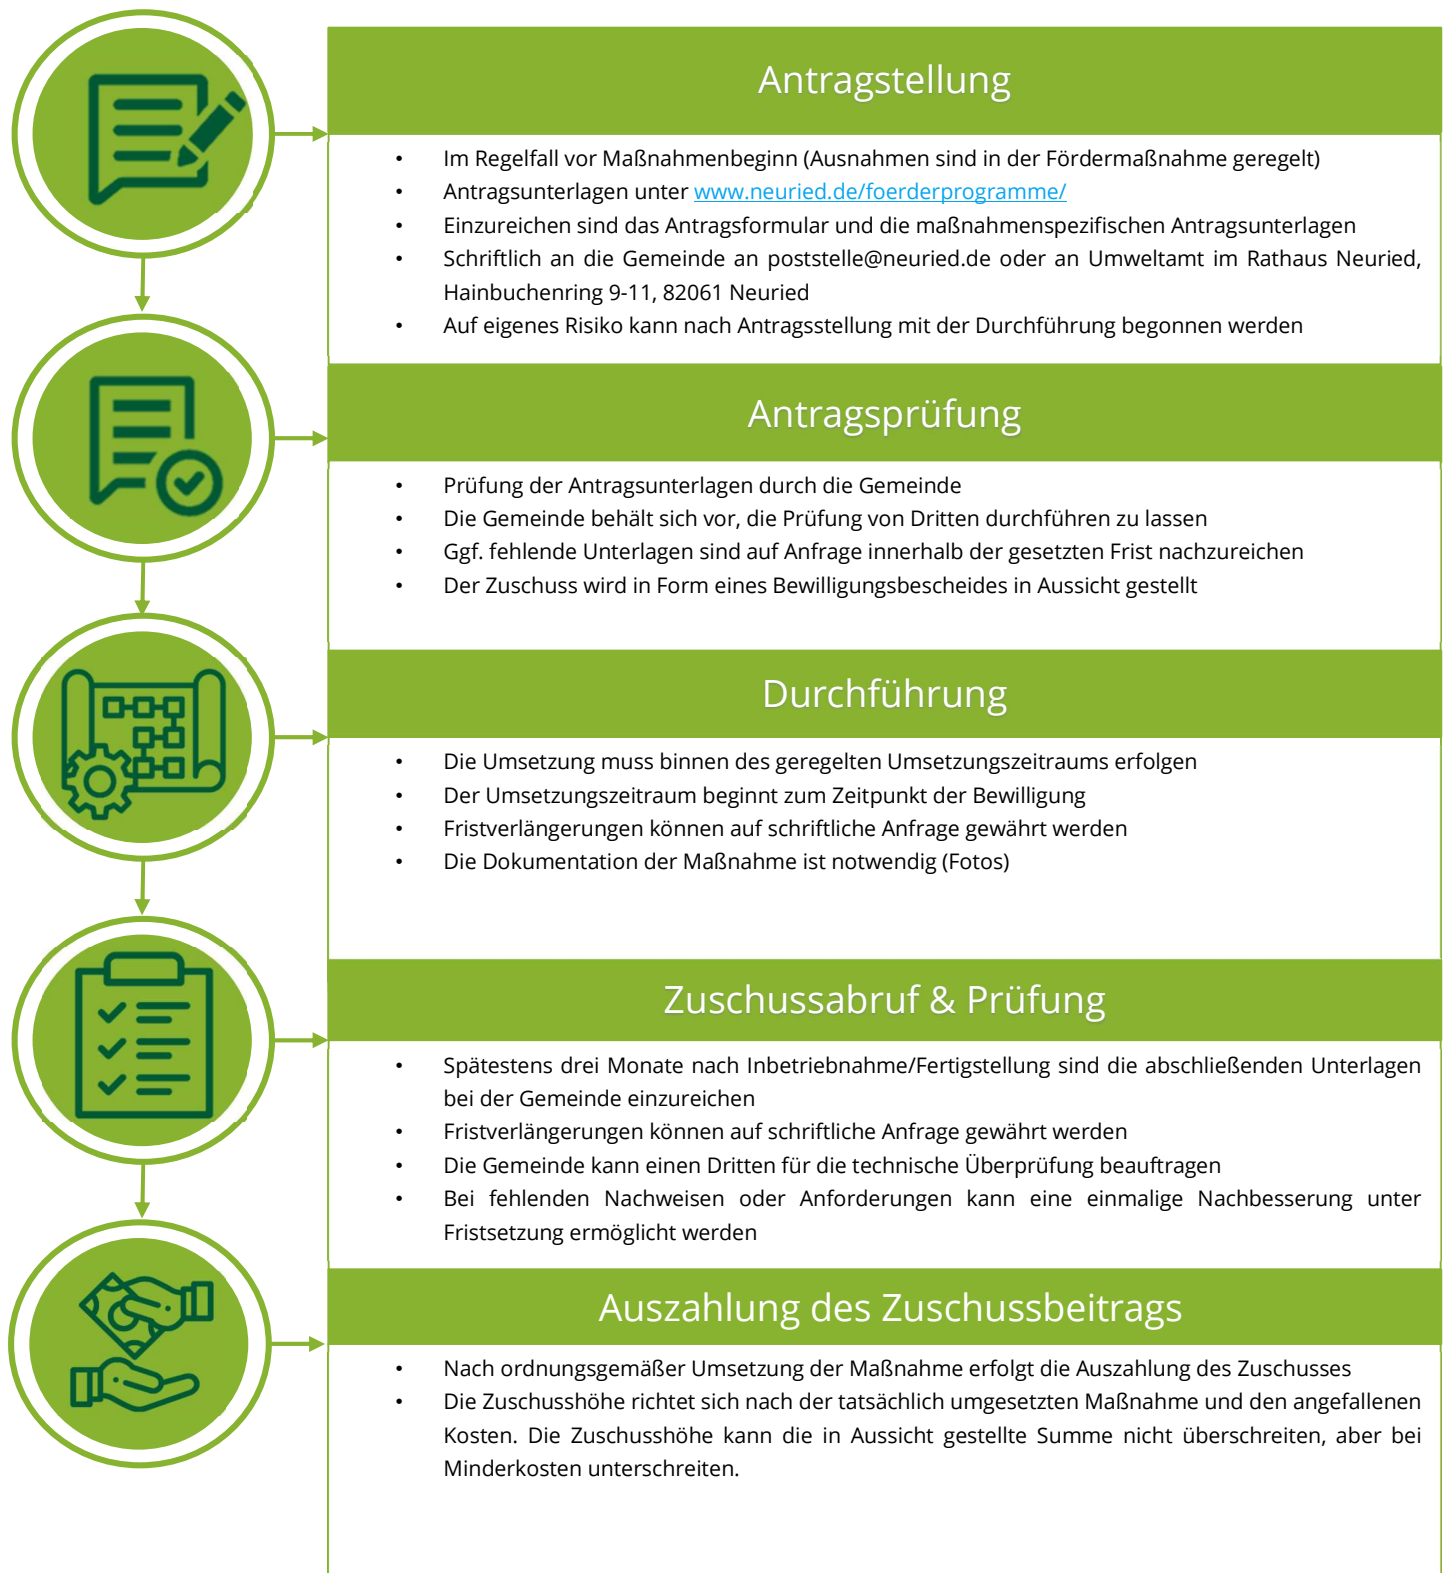 Antragstellung
• Im Regelfall vor Maßnahmenbeginn (Ausnahmen sind in der Fördermaßnahme geregelt)
• Antragsunterlagen unter www.neuried.de/foerderprogramme/
• Einzureichen sind das Antragsformular und die maßnahmenspezifischen Antragsunterlagen
• Schriftlich an die Gemeinde an poststelle@neuried.de oder an Umweltamt im Rathaus Neuried,
Hainbuchenring 9-11, 82061 Neuried
• Auf eigenes Risiko kann nach Antragsstellung mit der Durchführung begonnen werden
Antragsprüfung
• Prüfung der Antragsunterlagen durch die Gemeinde
• Die Gemeinde behält sich vor, die Prüfung von Dritten durchführen zu lassen
• Ggf. fehlende Unterlagen sind auf Anfrage innerhalb der gesetzten Frist nachzureichen
• Der Zuschuss wird in Form eines Bewilligungsbescheides in Aussicht gestellt
Durchführung
• Die Umsetzung muss binnen des geregelten Umsetzungszeitraums erfolgen
• Der Umsetzungszeitraum beginnt zum Zeitpunkt der Bewilligung
• Fristverlängerungen können auf schriftliche Anfrage gewährt werden
• Die Dokumentation der Maßnahme ist notwendig (Fotos)
Zuschussabruf & Prüfung
• Spätestens drei Monate nach Inbetriebnahme/Fertigstellung sind die abschließenden Unterlagen
bei der Gemeinde einzureichen
• Fristverlängerungen können auf schriftliche Anfrage gewährt werden
• Die Gemeinde kann einen Dritten für die technische Überprüfung beauftragen
• Bei fehlenden Nachweisen oder Anforderungen kann eine einmalige Nachbesserung unter
Fristsetzung ermöglicht werden
Auszahlung des Zuschussbeitrags
• Nach ordnungsgemäßer Umsetzung der Maßnahme erfolgt die Auszahlung des Zuschusses
• Die Zuschusshöhe richtet sich nach der tatsächlich umgesetzten Maßnahme und den angefallenen
Kosten. Die Zuschusshöhe kann die in Aussicht gestellte Summe nicht überschreiten, aber bei
Minderkosten unterschreiten.